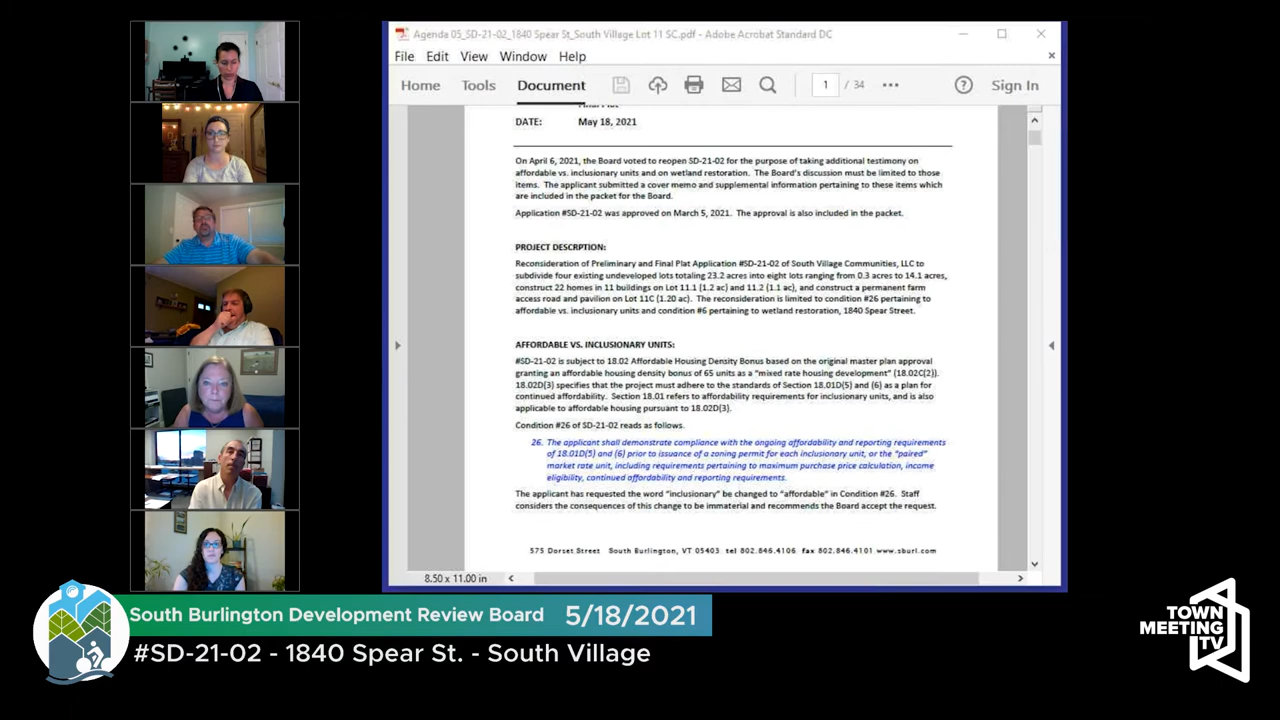 Agenda 05_SD-21-02_1840 Spear St_South Village Lot 11 SC.pdf - Adobe Acrobat Standard DC
File Edit View Window Help
Home Tools Document 1 / 34 Sign In
Final Plat
DATE: May 18, 2021
On April 6, 2021, the Board voted to reopen SD-21-02 for the purpose of taking additional testimony on
affordable vs. inclusionary units and on wetland restoration. The Board's discussion must be limited to those
items. The applicant submitted a cover memo and supplemental information pertaining to these items which
are included in the packet for the Board.
Application #SD-21-02 was approved on March 5, 2021. The approval is also included in the packet.
PROJECT DESCRPTION:
Reconsideration of Preliminary and Final Plat Application #SD-21-02 of South Village Communities, LLC to
subdivide four existing undeveloped lots totaling 23.2 acres into eight lots ranging from 0.3 acres to 14.1 acres,
construct 22 homes in 11 buildings on Lot 11.1 (1.2 ac) and 11.2 (1.1 ac), and construct a permanent farm
access road and pavilion on Lot 11C (1.20 ac). The reconsideration is limited to condition #26 pertaining to
affordable vs. inclusionary units and condition #6 pertaining to wetland restoration, 1840 Spear Street.
AFFORDABLE VS. INCLUSIONARY UNITS:
#SD-21-02 is subject to 18.02 Affordable Housing Density Bonus based on the original master plan approval
granting an affordable housing density bonus of 65 units as a "mixed rate housing development" (18.02C(2)).
18.02D(3) specifies that the project must adhere to the standards of Section 18.01D(5) and (6) as a plan for
continued affordability. Section 18.01 refers to affordability requirements for inclusionary units, and is also
applicable to affordable housing pursuant to 18.02D(3).
Condition #26 of SD-21-02 reads as follows.
26. The applicant shall demonstrate compliance with the ongoing affordability and reporting requirements
of 18.01D(5) and (6) prior to issuance of a zoning permit for each inclusionary unit, or the "paired"
market rate unit, including requirements pertaining to maximum purchase price calculation, income
eligibility, continued affordability and reporting requirements.
The applicant has requested the word "inclusionary" be changed to "affordable" in Condition #26. Staff
considers the consequences of this change to be immaterial and recommends the Board accept the request.
575 Dorset Street South Burlington, VT 05403 tel 802.846.4106 fax 802.846.4101 www.sburl.com
8.50 x 11.00 in
South Burlington Development Review Board 5/18/2021
#SD-21-02 - 1840 Spear St. - South Village
TOWN
MEETING
TV